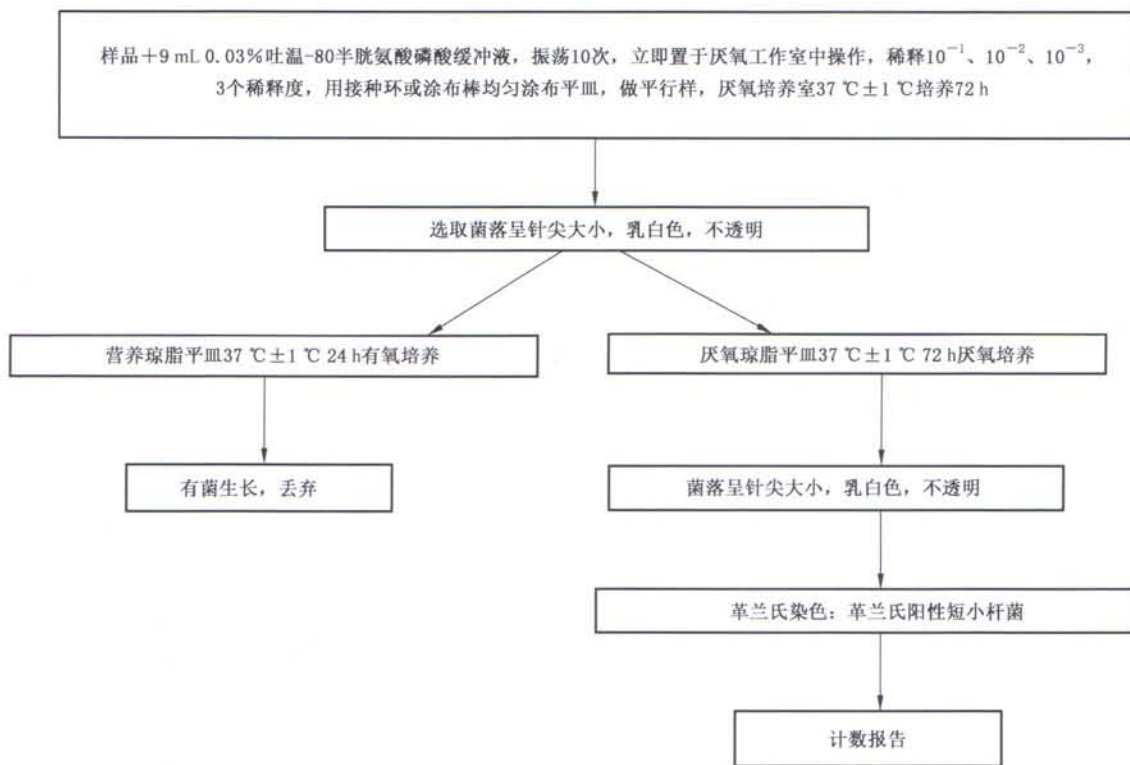 样品＋9 mL 0.03%吐温-80半胱氨酸磷酸缓冲液，振荡10次，立即置于厌氧工作室中操作，稀释10⁻¹、10⁻²、10⁻³，
3个稀释度，用接种环或涂布棒均匀涂布平皿，做平行样，厌氧培养室37 ℃±1 ℃培养72 h
选取菌落呈针尖大小，乳白色，不透明
营养琼脂平皿37 ℃±1 ℃ 24 h有氧培养
厌氧琼脂平皿37 ℃±1 ℃ 72 h厌氧培养
有菌生长，丢弃
菌落呈针尖大小，乳白色，不透明
革兰氏染色：革兰氏阳性短小杆菌
计数报告